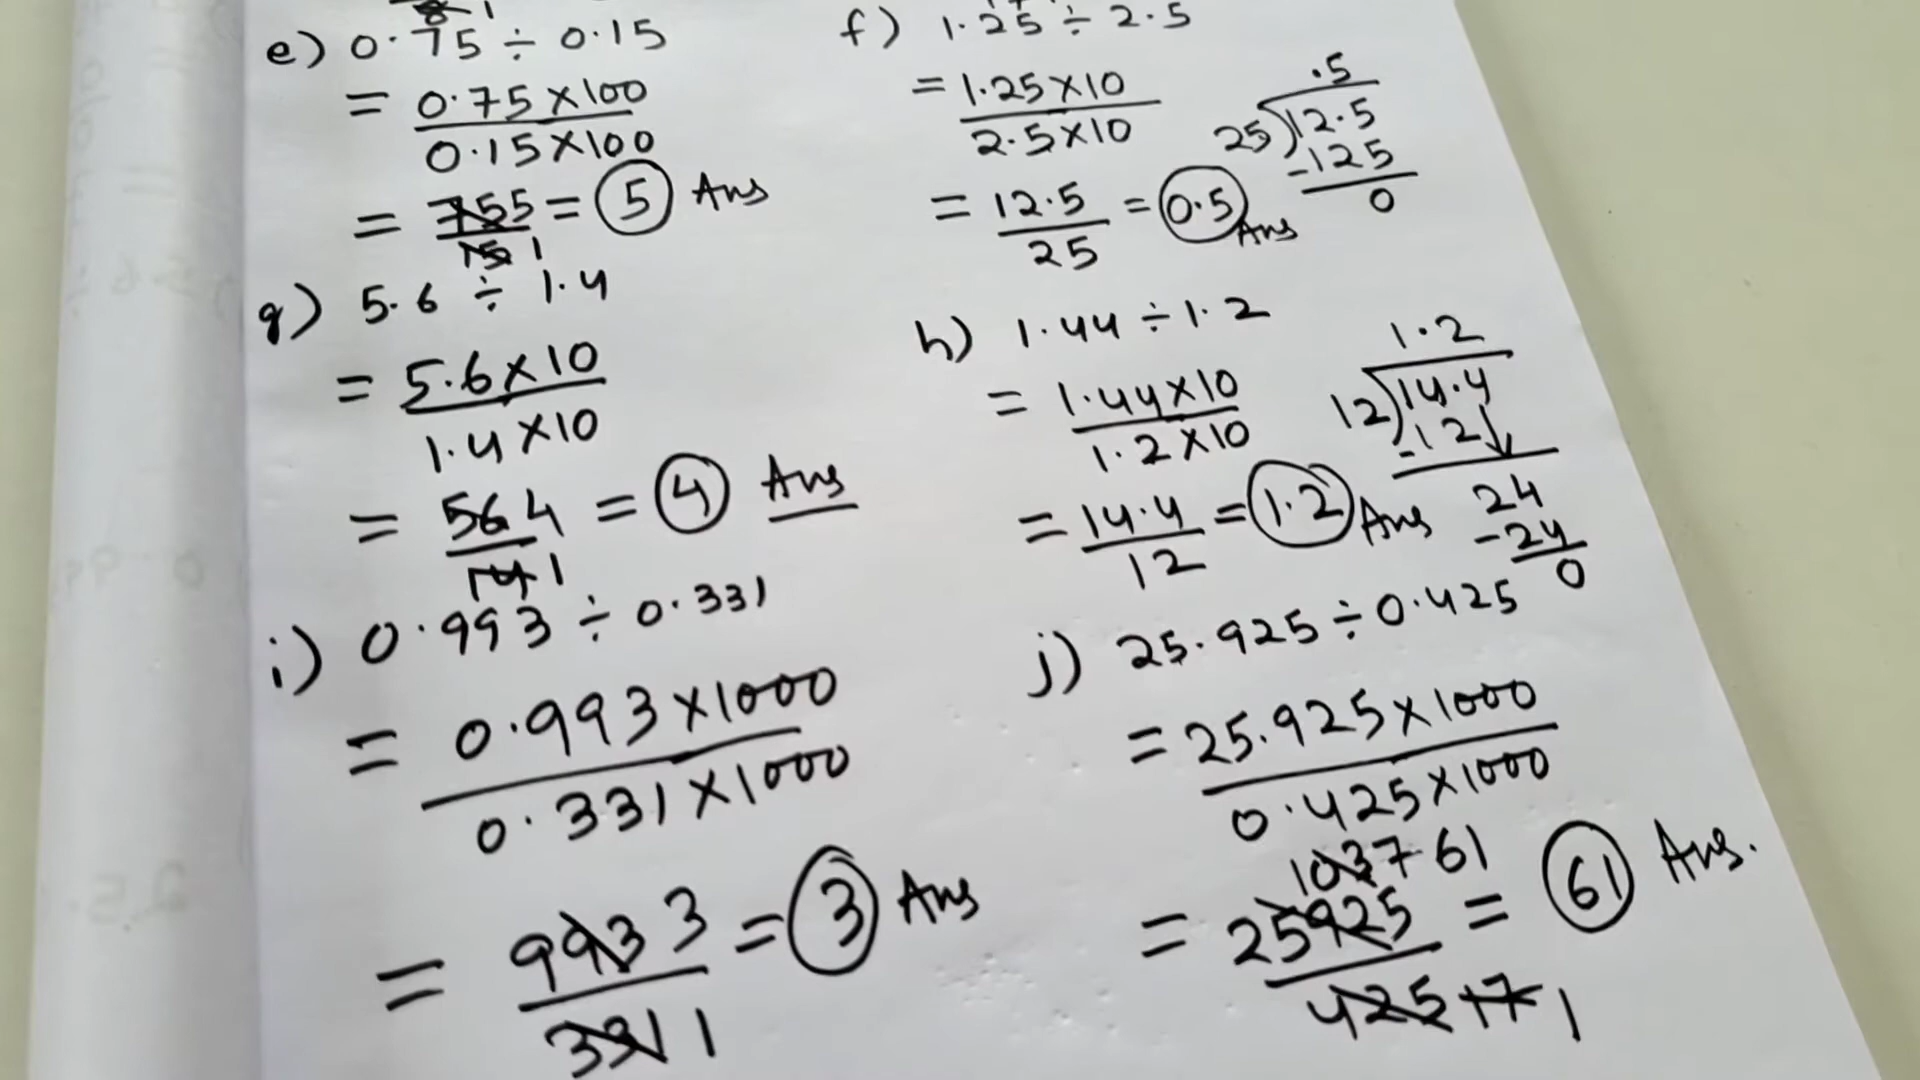 e) 0.75 ÷ 0.15
= 0.75×100
0.15×100
= 75 5 = 5 Ans
15 1
f) 1.25 ÷ 2.5
= 1.25×10
2.5×10
= 12.5 = 0.5 Ans
25
.5
25)12.5
-125
0
g) 5.6 ÷ 1.4
= 5.6×10
1.4×10
= 56 4 = 4 Ans
14 1
h) 1.44 ÷ 1.2
= 1.44×10
1.2×10
= 14.4 = 1.2 Ans
12
1.2
12)14.4
-12
24
-24
0
i) 0.993 ÷ 0.331
= 0.993×1000
0.331×1000
= 993 3 = 3 Ans
331 1
j) 25.925 ÷ 0.425
= 25.925×1000
0.425×1000
1037 61
= 25925 = 61 Ans.
425 17 1